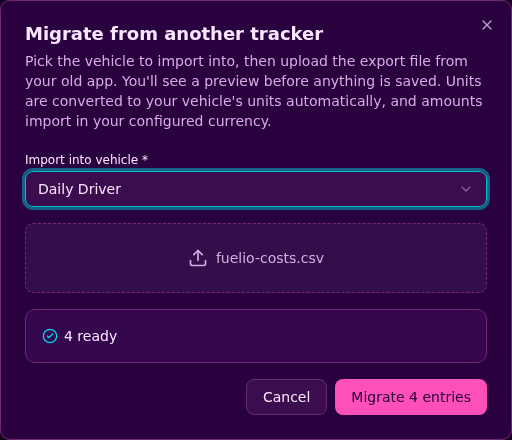 Migrate from another tracker
Pick the vehicle to import into, then upload the export file from
your old app. You'll see a preview before anything is saved. Units
are converted to your vehicle's units automatically, and amounts
import in your configured currency.
Import into vehicle *
Daily Driver
fuelio-costs.csv
4 ready
Cancel
Migrate 4 entries